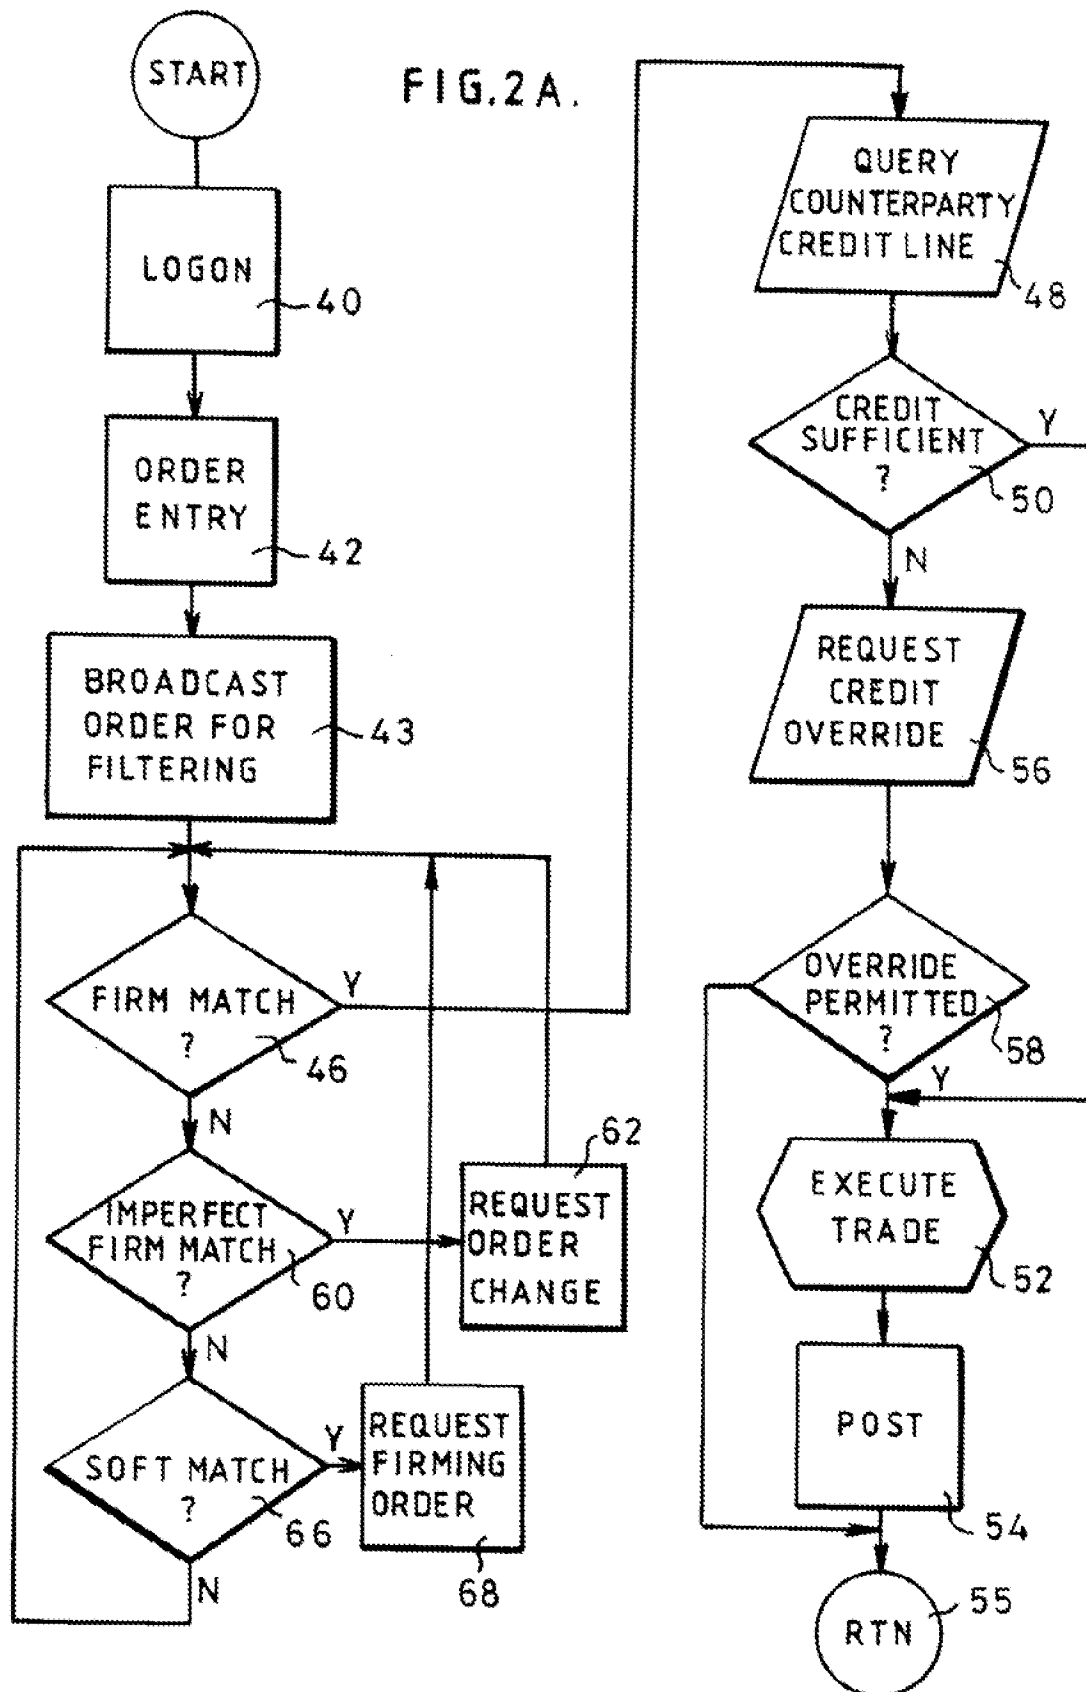 START
FIG.2A.
LOGON
40
ORDER
ENTRY
42
BROADCAST
ORDER FOR
FILTERING
43
FIRM MATCH
?
46
Y
N
IMPERFECT
FIRM MATCH
?
60
Y
N
62
REQUEST
ORDER
CHANGE
SOFT MATCH
?
66
Y
N
REQUEST
FIRMING
ORDER
68
QUERY
COUNTERPARTY
CREDIT LINE
48
CREDIT
SUFFICIENT
?
50
Y
N
REQUEST
CREDIT
OVERRIDE
56
OVERRIDE
PERMITTED
?
58
Y
EXECUTE
TRADE
52
POST
54
RTN
55